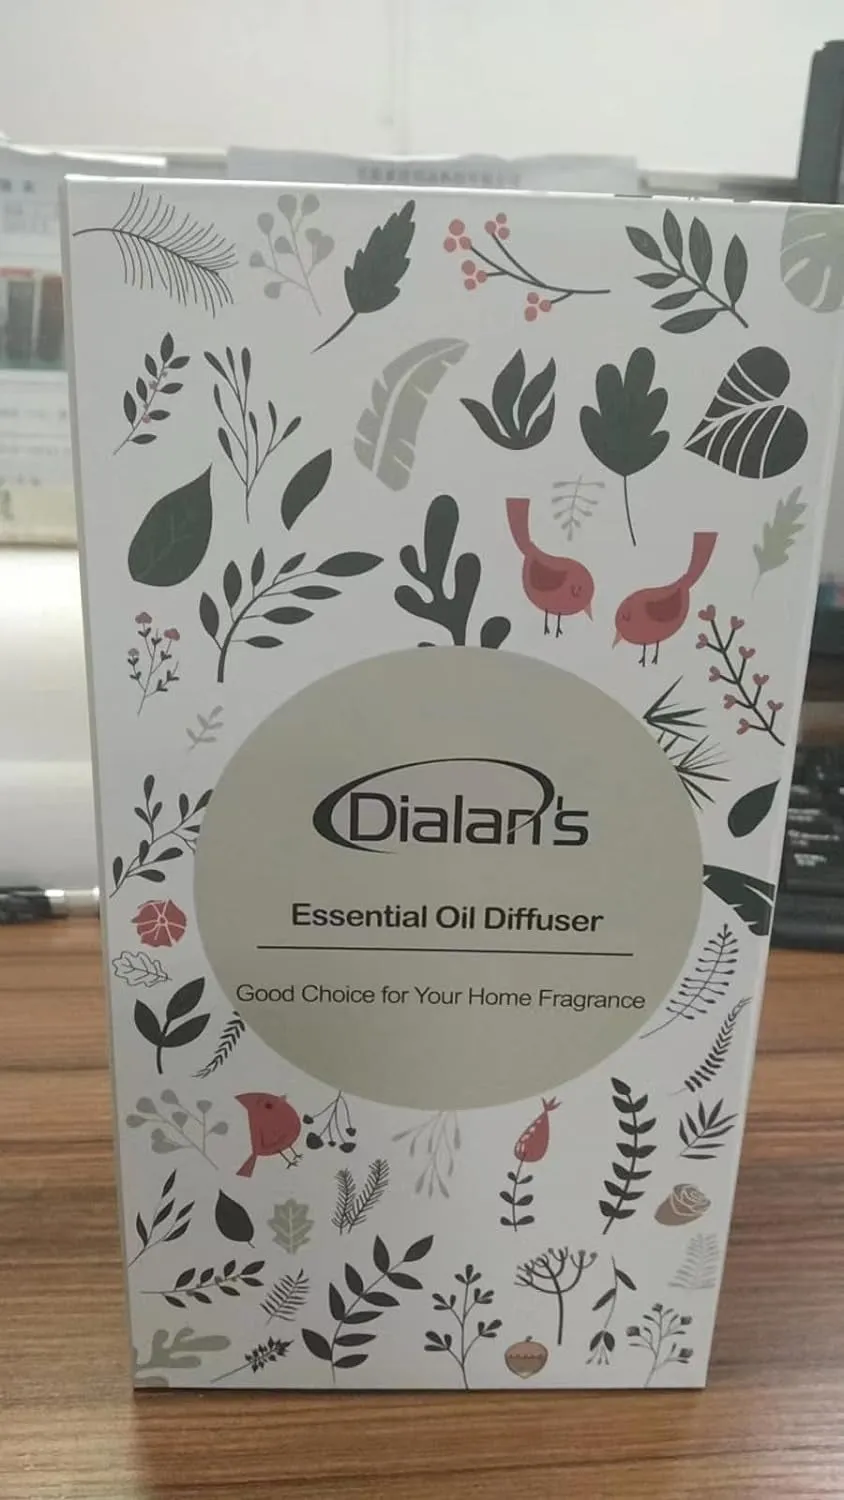 Dialan's
Essential Oil Diffuser
Good Choice for Your Home Fragrance